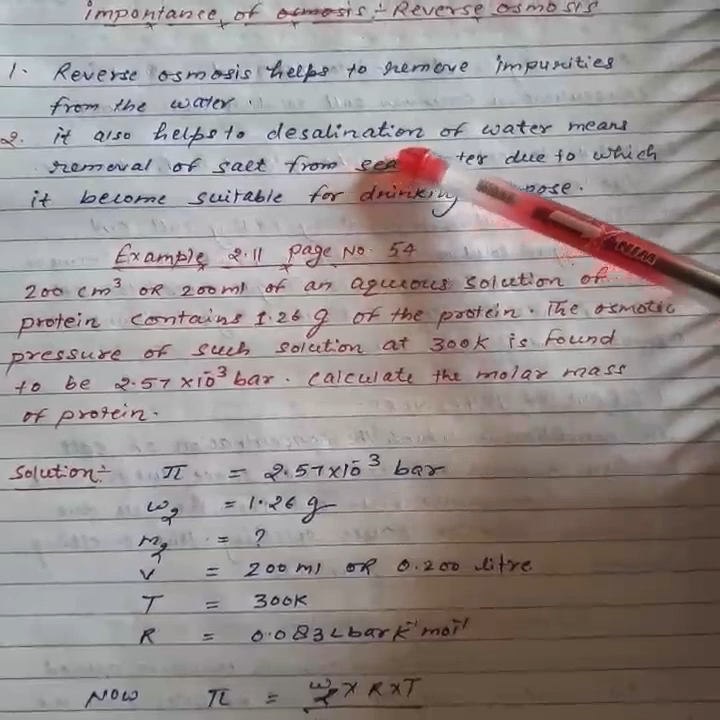 Importance of osmosis :- Reverse osmosis
1. Reverse osmosis helps to remove impurities
from the water.
2. it also helps to desalination of water means
removal of salt from sea ter due to which
it become suitable for drinking pose.
Example 2.11 page No. 54
200 cm³ OR 200ml of an aqueous solution of
protein contains 1.26 g of the protein. The osmotic
pressure of such solution at 300K is found
to be 2.57 × 10⁻³ bar. calculate the molar mass
of protein.
Solution:- π = 2.57×10⁻³ bar
w₂ = 1.26 g
m₂ = ?
V = 200 ml OR 0.200 litre
T = 300K
R = 0.083 L bar K⁻¹ mol⁻¹
NOW π = w₂ × R × T